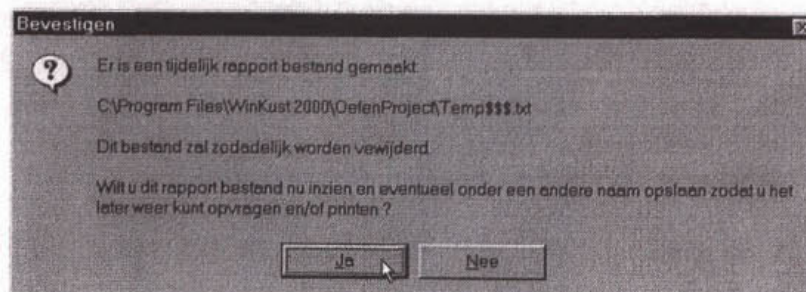 Bevestigen
Er is een tijdelijk rapport bestand gemaakt:
C:\Program Files\WinKust 2000\OefenProject\Temp$$$.txt
Dit bestand zal zodadelijk worden vewijderd.
Wilt u dit rapport bestand nu inzien en eventueel onder een andere naam opslaan zodat u het
later weer kunt opvragen en/of printen ?
Ja
Nee